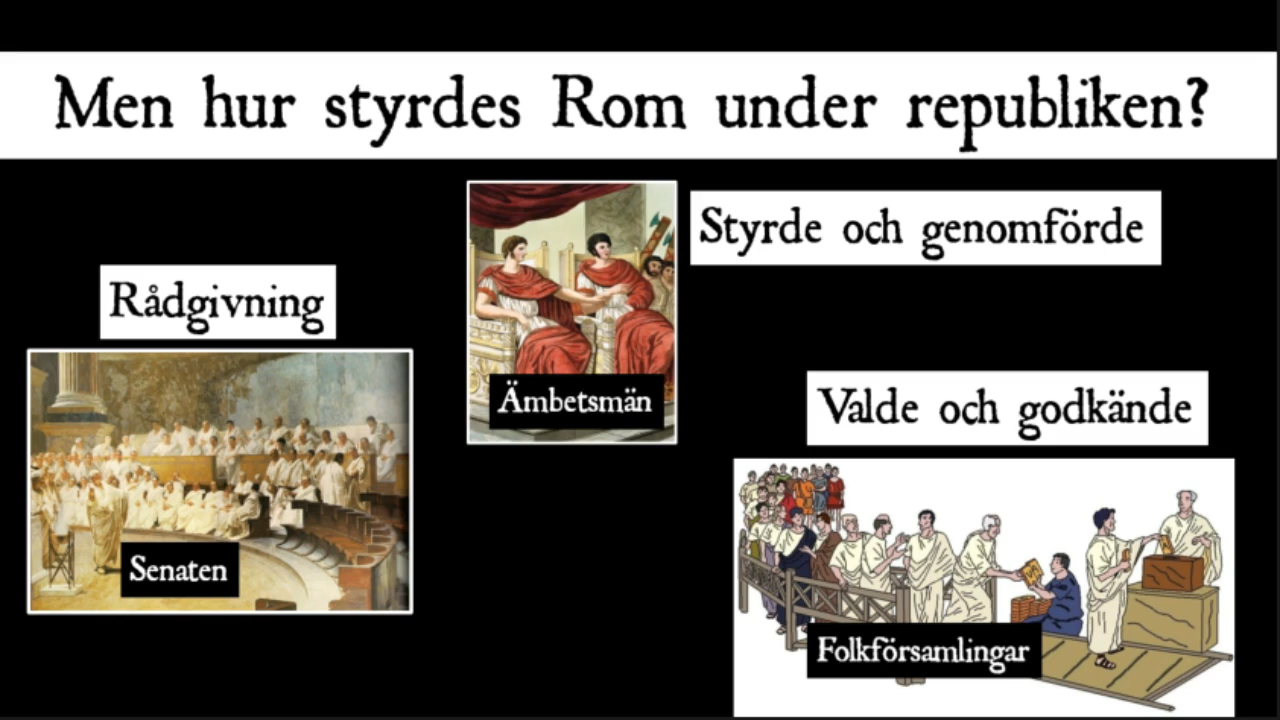 Men hur styrdes Rom under republiken?
Styrde och genomförde
Rådgivning
Ämbetsmän
Valde och godkände
Senaten
Folkförsamlingar